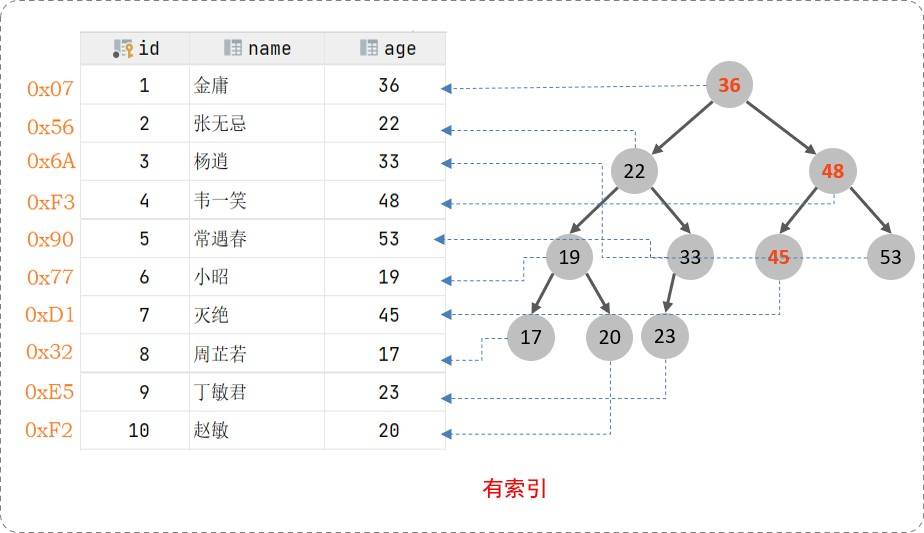 id name age
0x07 1 金庸 36
0x56 2 张无忌 22
0x6A 3 杨逍 33
0xF3 4 韦一笑 48
0x90 5 常遇春 53
0x77 6 小昭 19
0xD1 7 灭绝 45
0x32 8 周芷若 17
0xE5 9 丁敏君 23
0xF2 10 赵敏 20
36
22 48
19 33 45 53
17 20 23
有索引